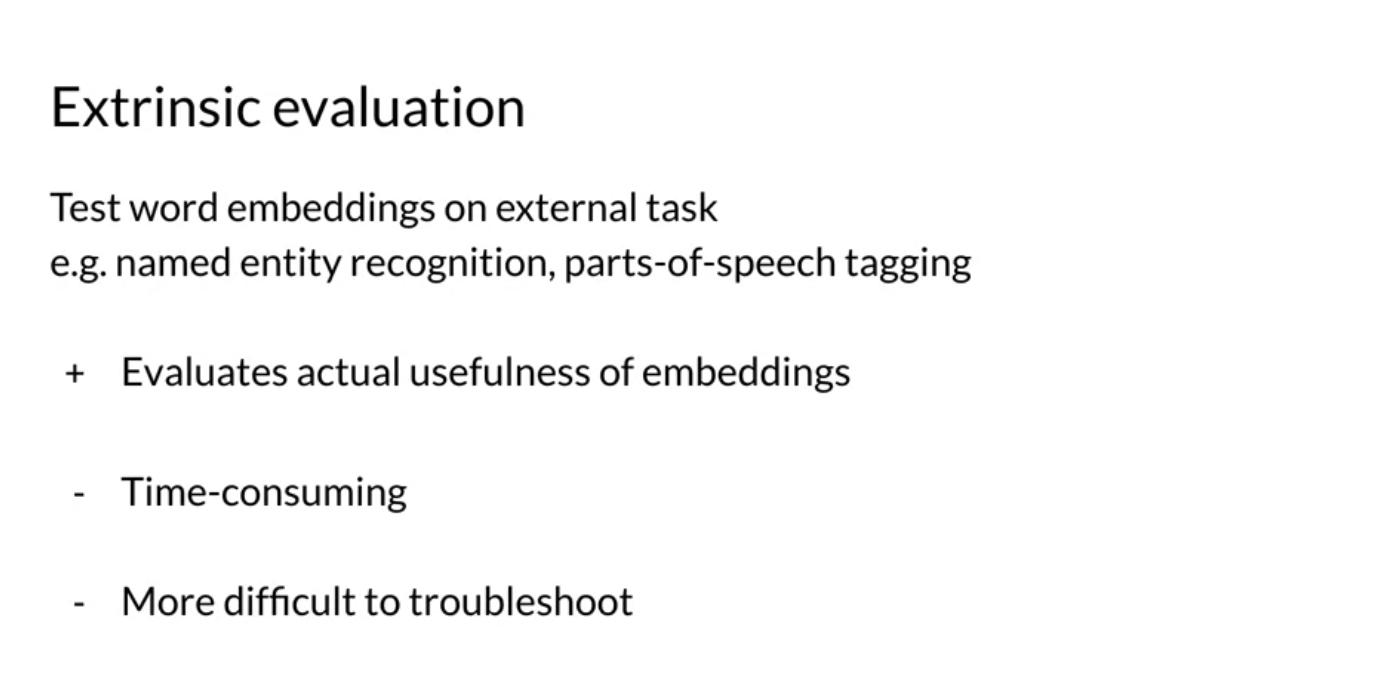 Extrinsic evaluation
Test word embeddings on external task
e.g. named entity recognition, parts-of-speech tagging
+ Evaluates actual usefulness of embeddings
- Time-consuming
- More difficult to troubleshoot